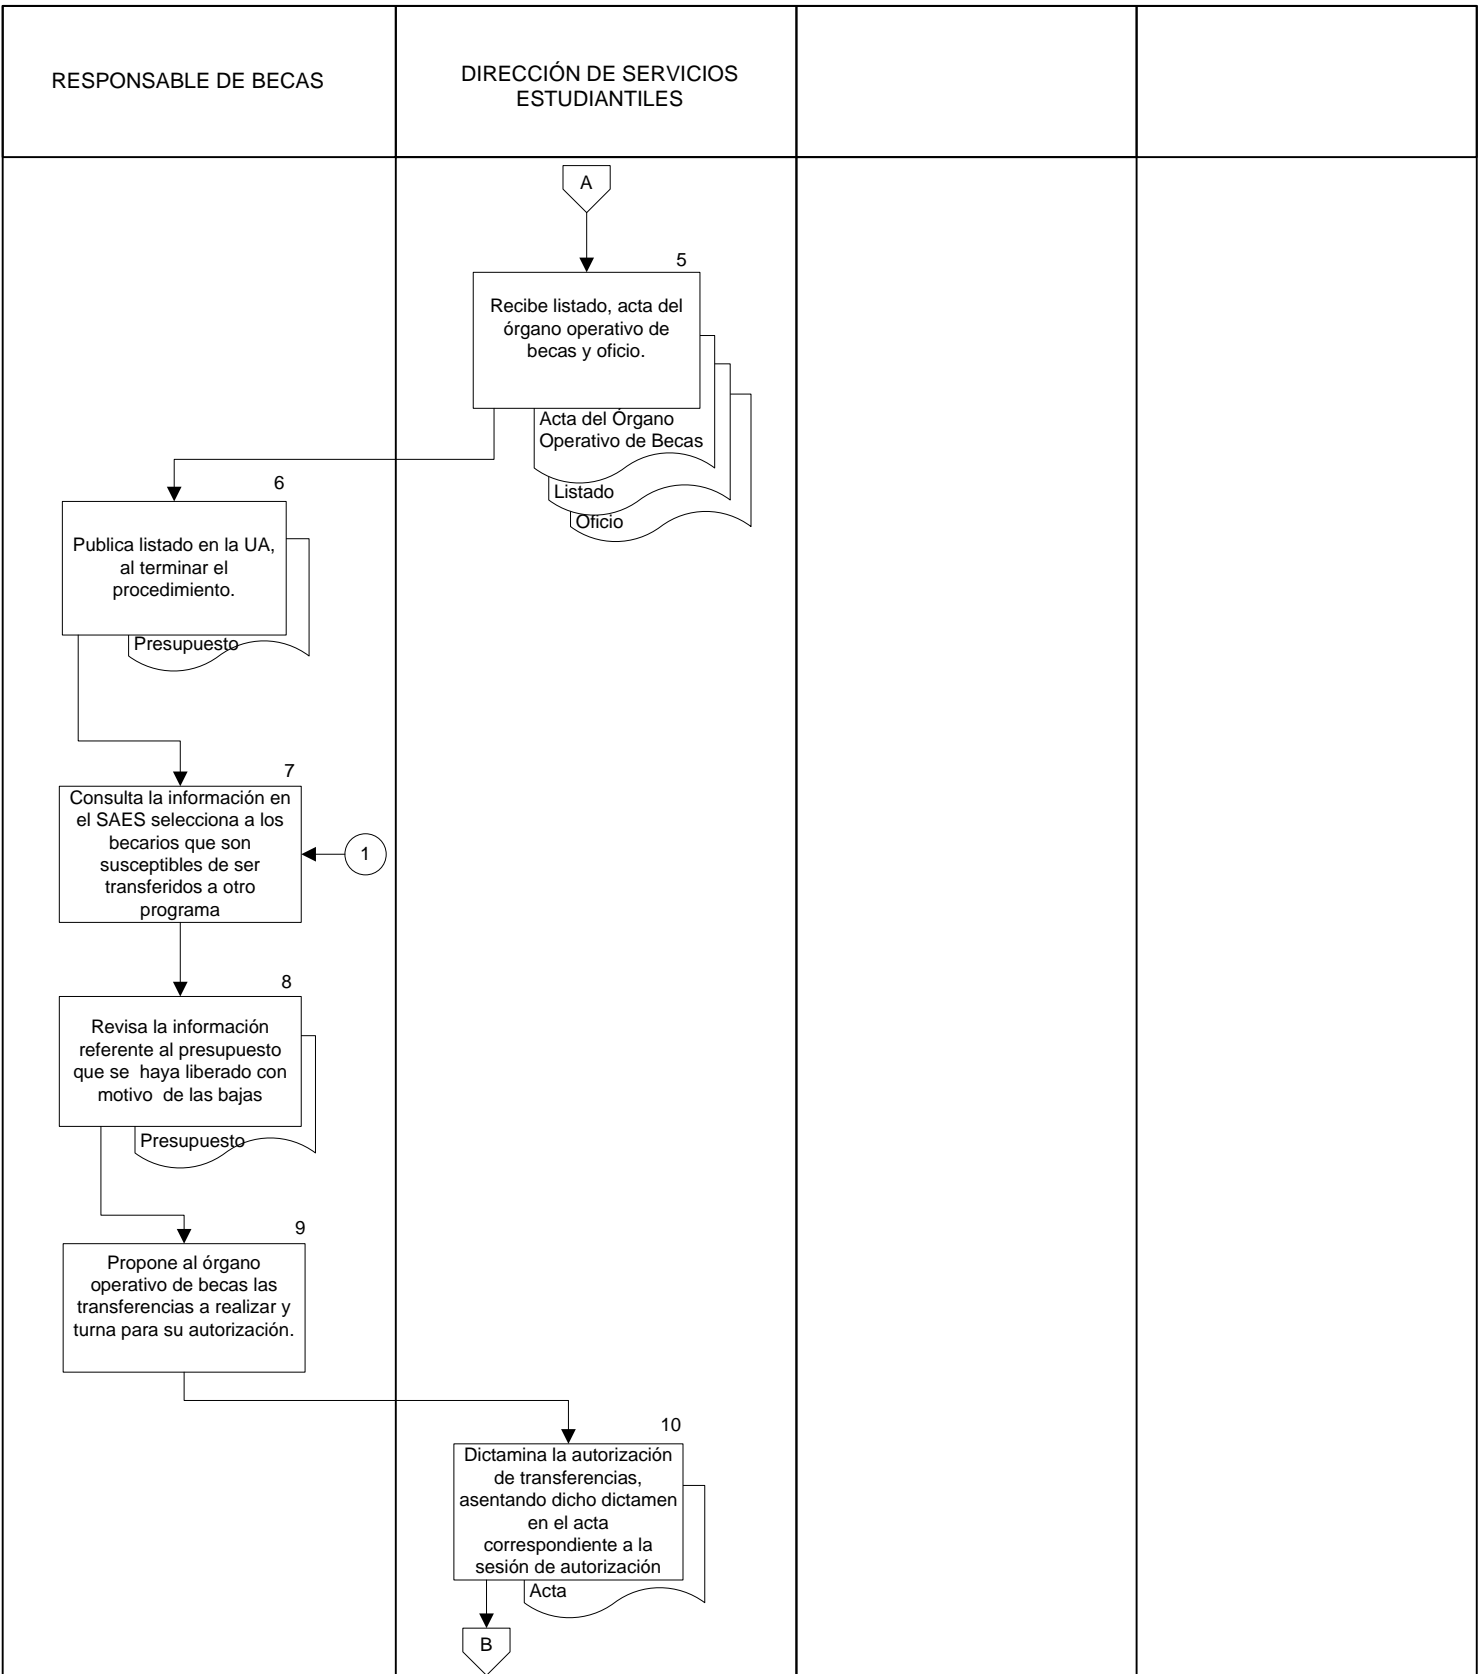 RESPONSABLE DE BECAS
DIRECCIÓN DE SERVICIOS
ESTUDIANTILES
A
5
Recibe listado, acta del
órgano operativo de
becas y oficio.
Acta del Órgano
Operativo de Becas
Listado
Oficio
6
Publica listado en la UA,
al terminar el
procedimiento.
Presupuesto
7
Consulta la información en
el SAES selecciona a los
becarios que son
susceptibles de ser
transferidos a otro
programa
1
8
Revisa la información
referente al presupuesto
que se haya liberado con
motivo de las bajas
Presupuesto
9
Propone al órgano
operativo de becas las
transferencias a realizar y
turna para su autorización.
10
Dictamina la autorización
de transferencias,
asentando dicho dictamen
en el acta
correspondiente a la
sesión de autorización
Acta
B